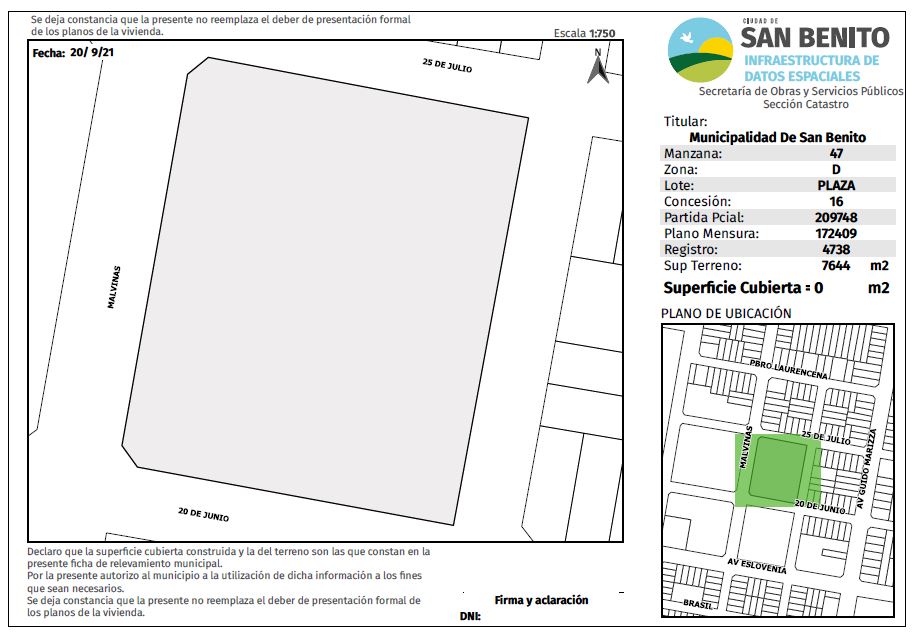 Se deja constancia que la presente no reemplaza el deber de presentación formal
de los planos de la vivienda.
Escala 1:750
Fecha: 20/ 9/21
25 DE JULIO
N
MALVINAS
20 DE JUNIO
Declaro que la superficie cubierta construida y la del terreno son las que constan en la
presente ficha de relevamiento municipal.
Por la presente autorizo al municipio a la utilización de dicha información a los fines
que sean necesarios.
Se deja constancia que la presente no reemplaza el deber de presentación formal de
los planos de la vivienda.
Firma y aclaración
DNI:
CIUDAD DE
SAN BENITO
INFRAESTRUCTURA DE
DATOS ESPACIALES
Secretaría de Obras y Servicios Públicos
Sección Catastro
Titular:
Municipalidad De San Benito
Manzana: 47
Zona: D
Lote: PLAZA
Concesión: 16
Partida Pcial: 209748
Plano Mensura: 172409
Registro: 4738
Sup Terreno: 7644 m2
Superficie Cubierta = 0 m2
PLANO DE UBICACIÓN
PBRO LAURENCENA
25 DE JULIO
MALVINAS
AV GUIDO MARIZZA
20 DE JUNIO
AV ESLOVENIA
BRASIL